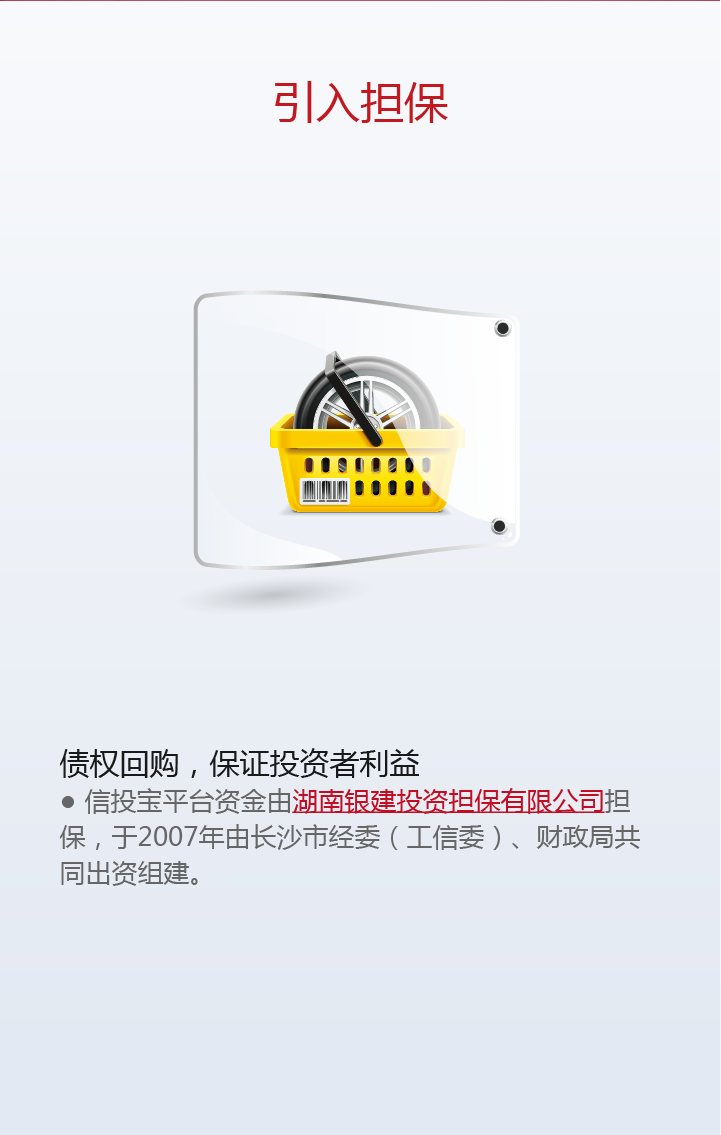 引入担保
债权回购，保证投资者利益
● 信投宝平台资金由湖南银建投资担保有限公司担
保，于2007年由长沙市经委（工信委）、财政局共
同出资组建。